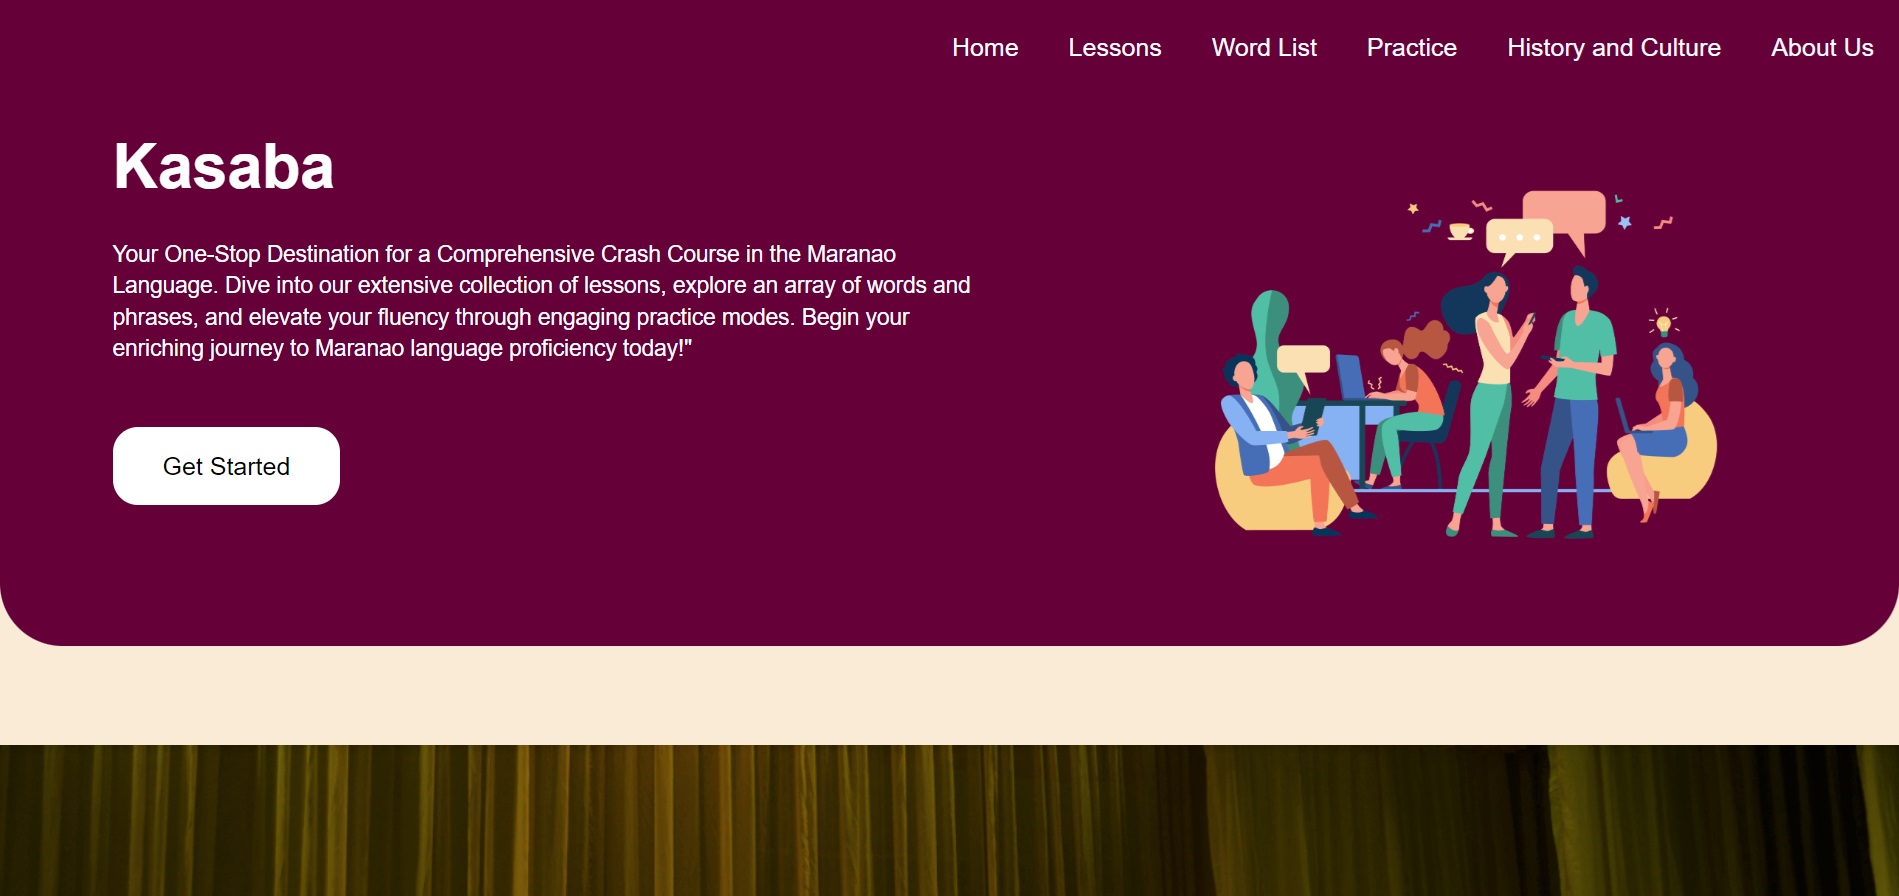 Home Lessons Word List Practice History and Culture About Us
Kasaba
Your One-Stop Destination for a Comprehensive Crash Course in the Maranao
Language. Dive into our extensive collection of lessons, explore an array of words and
phrases, and elevate your fluency through engaging practice modes. Begin your
enriching journey to Maranao language proficiency today!"
Get Started